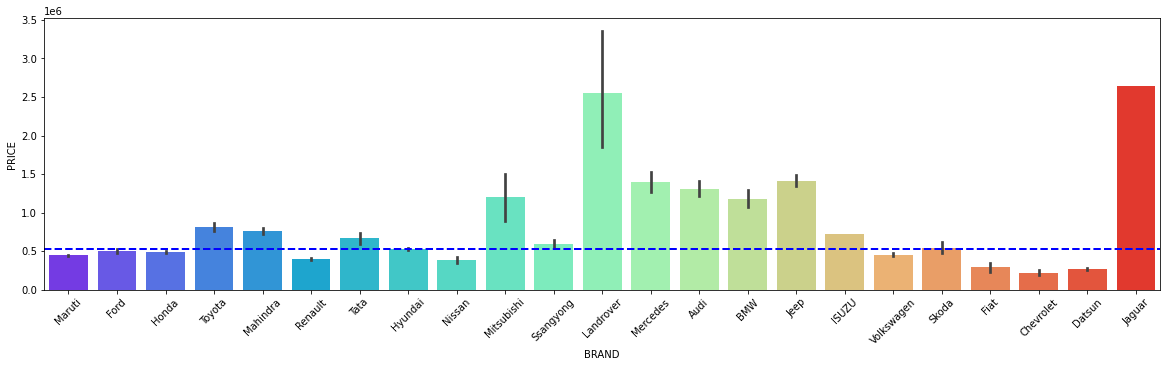 1e6
3.5
3.0
2.5
2.0
1.5
1.0
0.5
0.0
PRICE
Maruti
Ford
Honda
Toyota
Mahindra
Renault
Tata
Hyundai
Nissan
Mitsubishi
Ssangyong
Landrover
Mercedes
Audi
BMW
Jeep
ISUZU
Volkswagen
Skoda
Fiat
Chevrolet
Datsun
Jaguar
BRAND